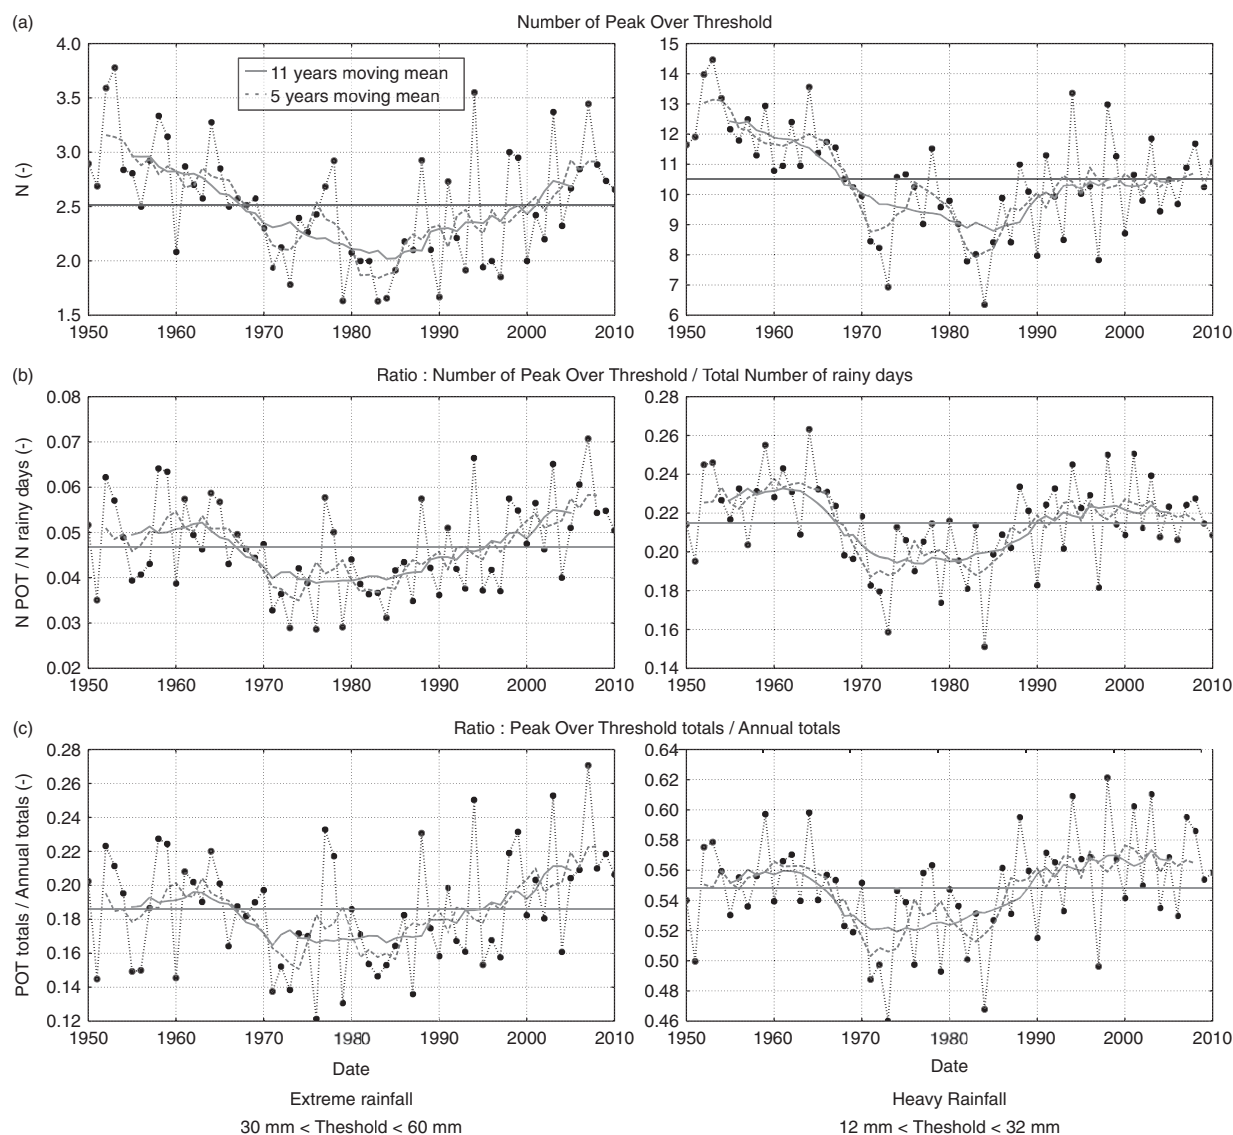 (a) Number of Peak Over Threshold
4.0
3.5
3.0
2.5
2.0
1.5
N (-)
11 years moving mean
5 years moving mean
1950 1960 1970 1980 1990 2000 2010
15
14
13
12
11
10
9
8
7
6
1950 1960 1970 1980 1990 2000 2010
(b) Ratio : Number of Peak Over Threshold / Total Number of rainy days
0.08
0.07
0.06
0.05
0.04
0.03
0.02
N POT / N rainy days (-)
1950 1960 1970 1980 1990 2000 2010
0.28
0.26
0.24
0.22
0.20
0.18
0.16
0.14
1950 1960 1970 1980 1990 2000 2010
(c) Ratio : Peak Over Threshold totals / Annual totals
0.28
0.26
0.24
0.22
0.20
0.18
0.16
0.14
0.12
POT totals / Annual totals (-)
1950 1960 1970 1980 1990 2000 2010
Date
0.64
0.62
0.60
0.58
0.56
0.54
0.52
0.50
0.48
0.46
1950 1960 1970 1980 1990 2000 2010
Date
Extreme rainfall
30 mm < Theshold < 60 mm
Heavy Rainfall
12 mm < Theshold < 32 mm